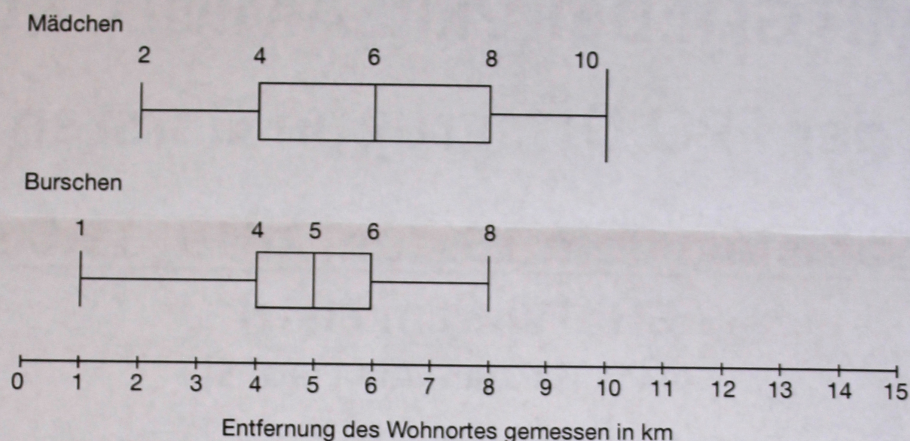 Mädchen
2 4 6 8 10
Burschen
1 4 5 6 8
0 1 2 3 4 5 6 7 8 9 10 11 12 13 14 15
Entfernung des Wohnortes gemessen in km